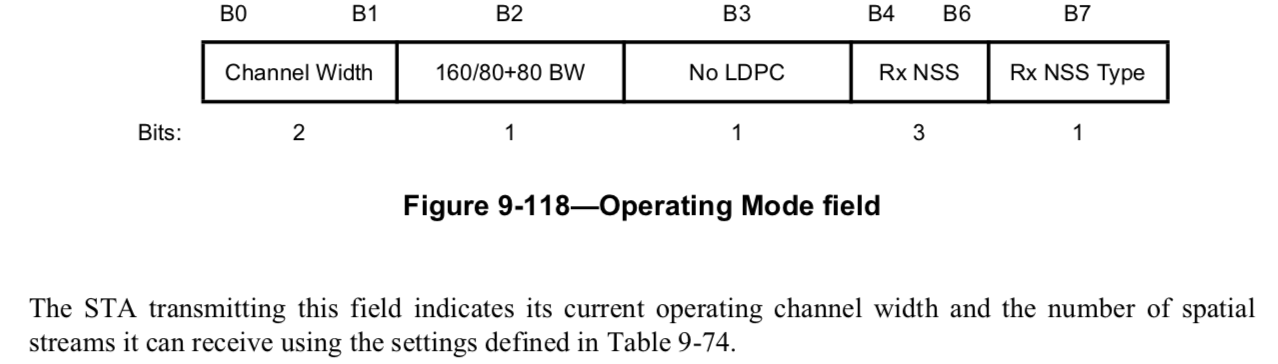 B0 B1 B2 B3 B4 B6 B7
Channel Width 160/80+80 BW No LDPC Rx NSS Rx NSS Type
Bits: 2 1 1 3 1
Figure 9-118—Operating Mode field
The STA transmitting this field indicates its current operating channel width and the number of spatial
streams it can receive using the settings defined in Table 9-74.